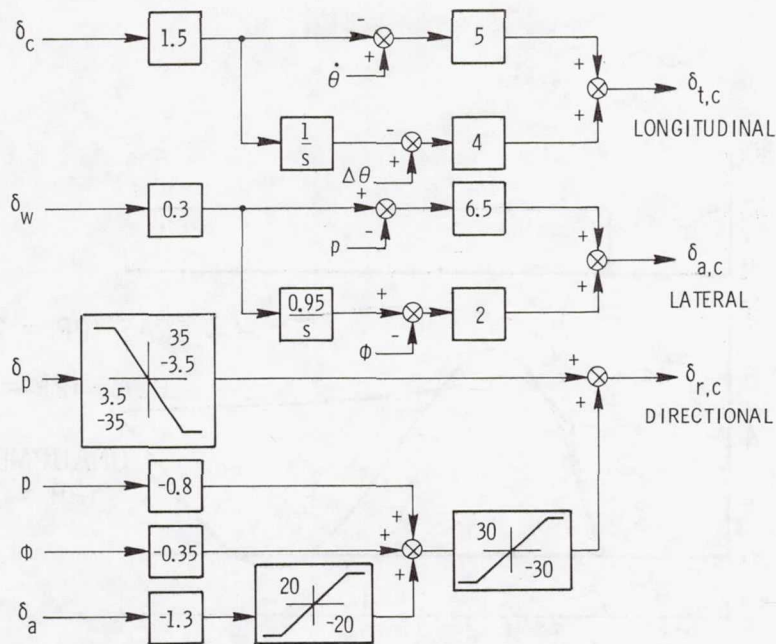 δc 1.5 - + 5 + + δt,c
θ̇
LONGITUDINAL
1/s - + 4
Δθ
δw 0.3 + - 6.5 + + δa,c
p
LATERAL
0.95/s + - 2
Φ
δp 35 -3.5 3.5 -35 + + δr,c
DIRECTIONAL
p -0.8 +
Φ -0.35 + 30 -30
δa -1.3 20 -20 +